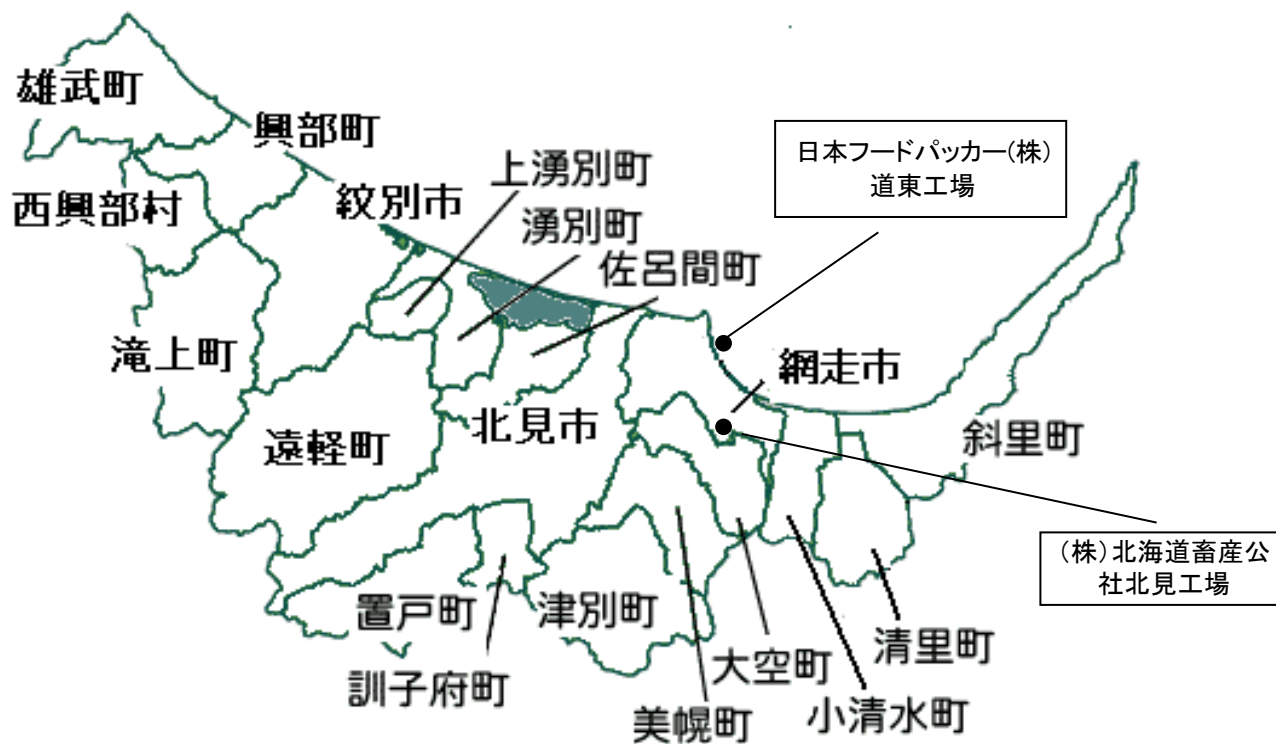 雄武町
興部町
日本フードパッカー(株)
道東工場
上湧別町
西興部村
紋別市
湧別町
佐呂間町
滝上町
網走市
北見市
遠軽町
斜里町
(株)北海道畜産公
社北見工場
置戸町
津別町
清里町
大空町
訓子府町
小清水町
美幌町